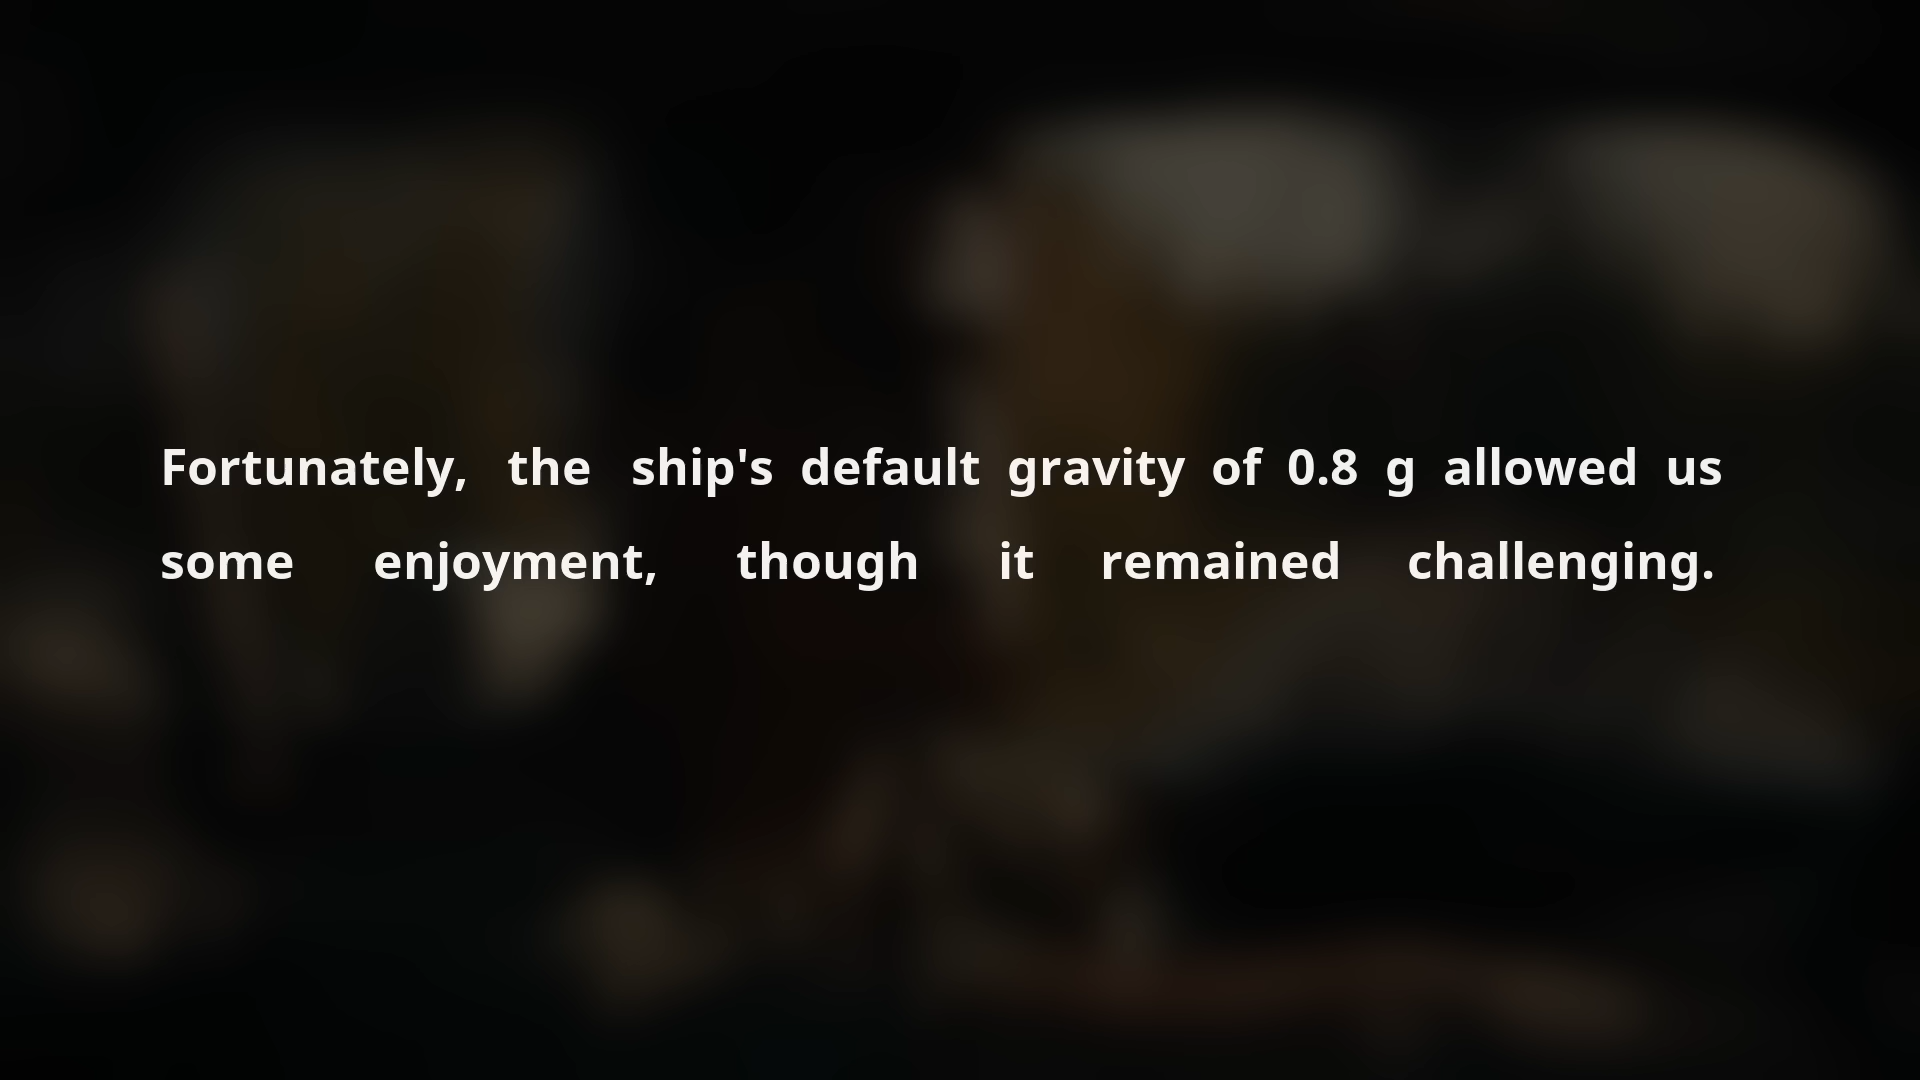 Fortunately, the ship's default gravity of 0.8 g allowed us
some enjoyment, though it remained challenging.